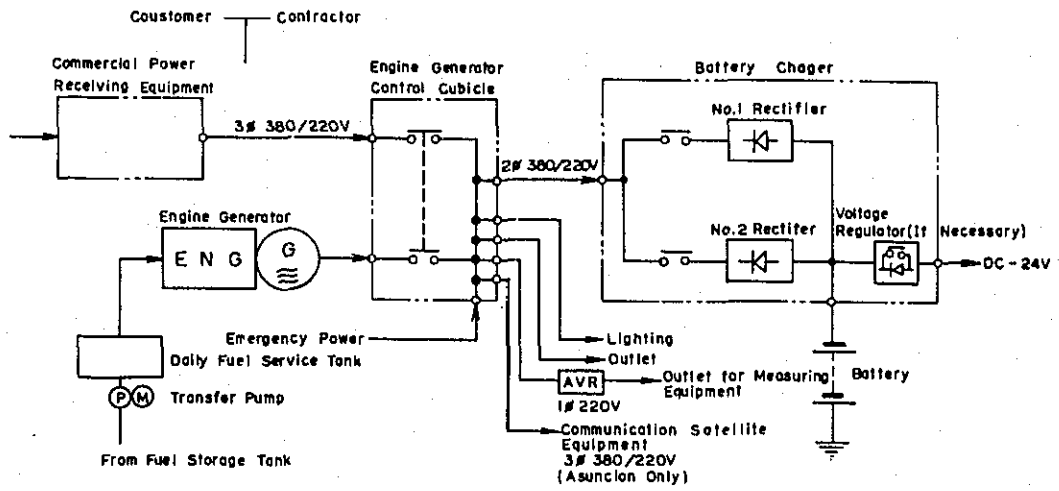 Coustomer Contractor
Commercial Power
Receiving Equipment
3ø 380/220V
Engine Generator
Control Cubicle
Battery Chager
No.1 Rectifier
2ø 380/220V
Engine Generator
ENG
G
No.2 Rectifer
Voltage
Regulator(If Necessary)
DC-24V
Emergency Power
Daily Fuel Service Tank
P M Transfer Pump
From Fuel Storage Tank
Lighting
Outlet
AVR
1ø 220V
Outlet for Measuring
Equipment
Battery
Communication Satellite
Equipment
3ø 380/220V
(Asuncion Only)